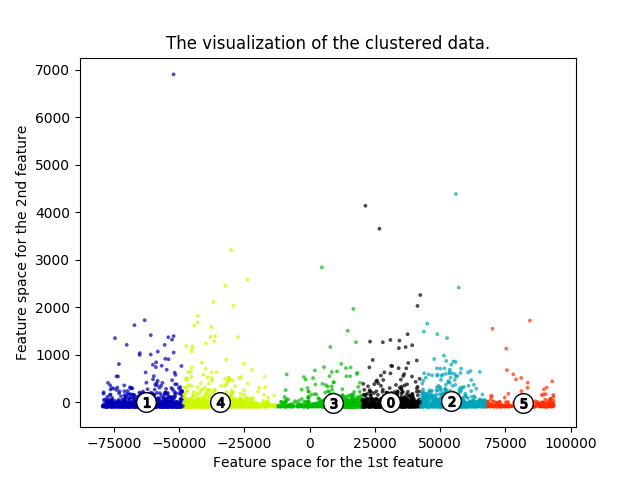 The visualization of the clustered data.
7000
6000
5000
4000
3000
2000
1000
0
Feature space for the 2nd feature
1 4 3 0 2 5
−75000 −50000 −25000 0 25000 50000 75000 100000
Feature space for the 1st feature